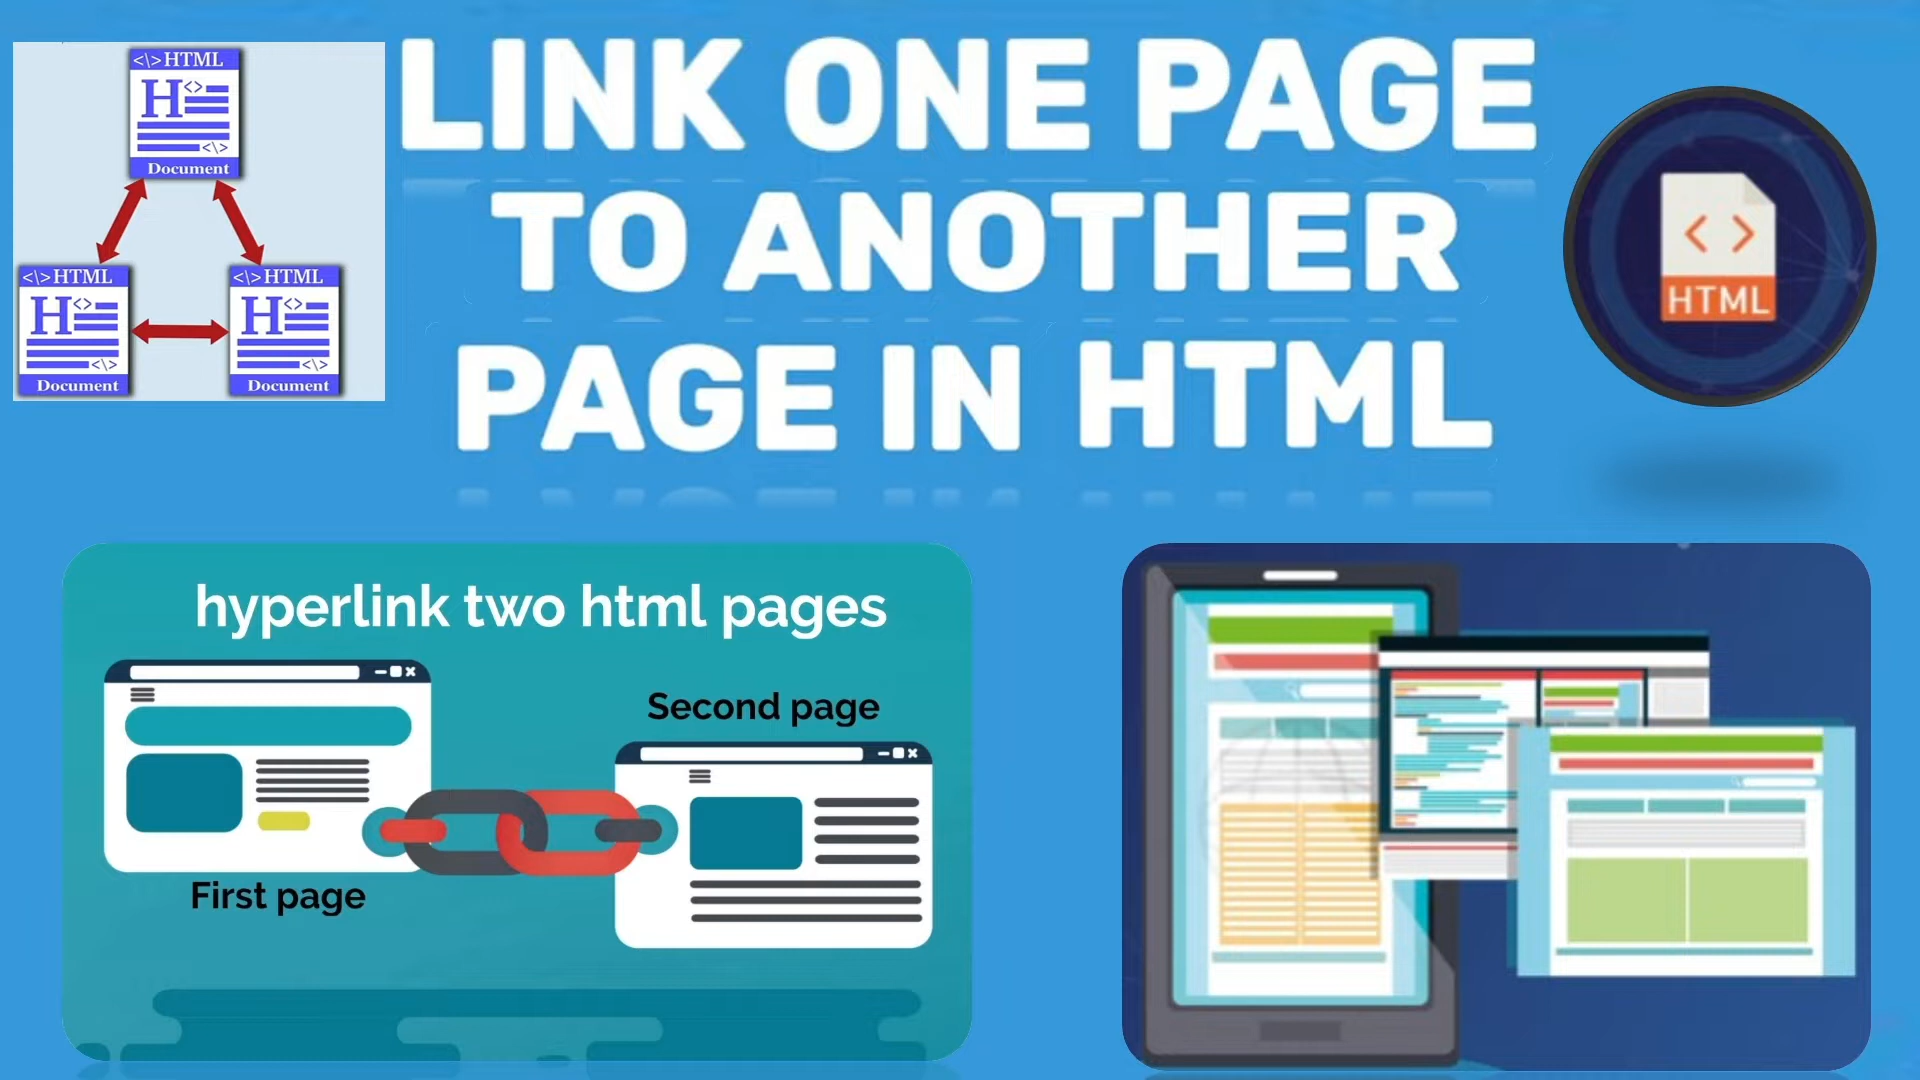 <\>HTML
H<>
<\>
Document
<\>HTML
H<>
<\>
Document
<\>HTML
H<>
<\>
Document
LINK ONE PAGE
TO ANOTHER
PAGE IN HTML
< >
HTML
hyperlink two html pages
First page
Second page